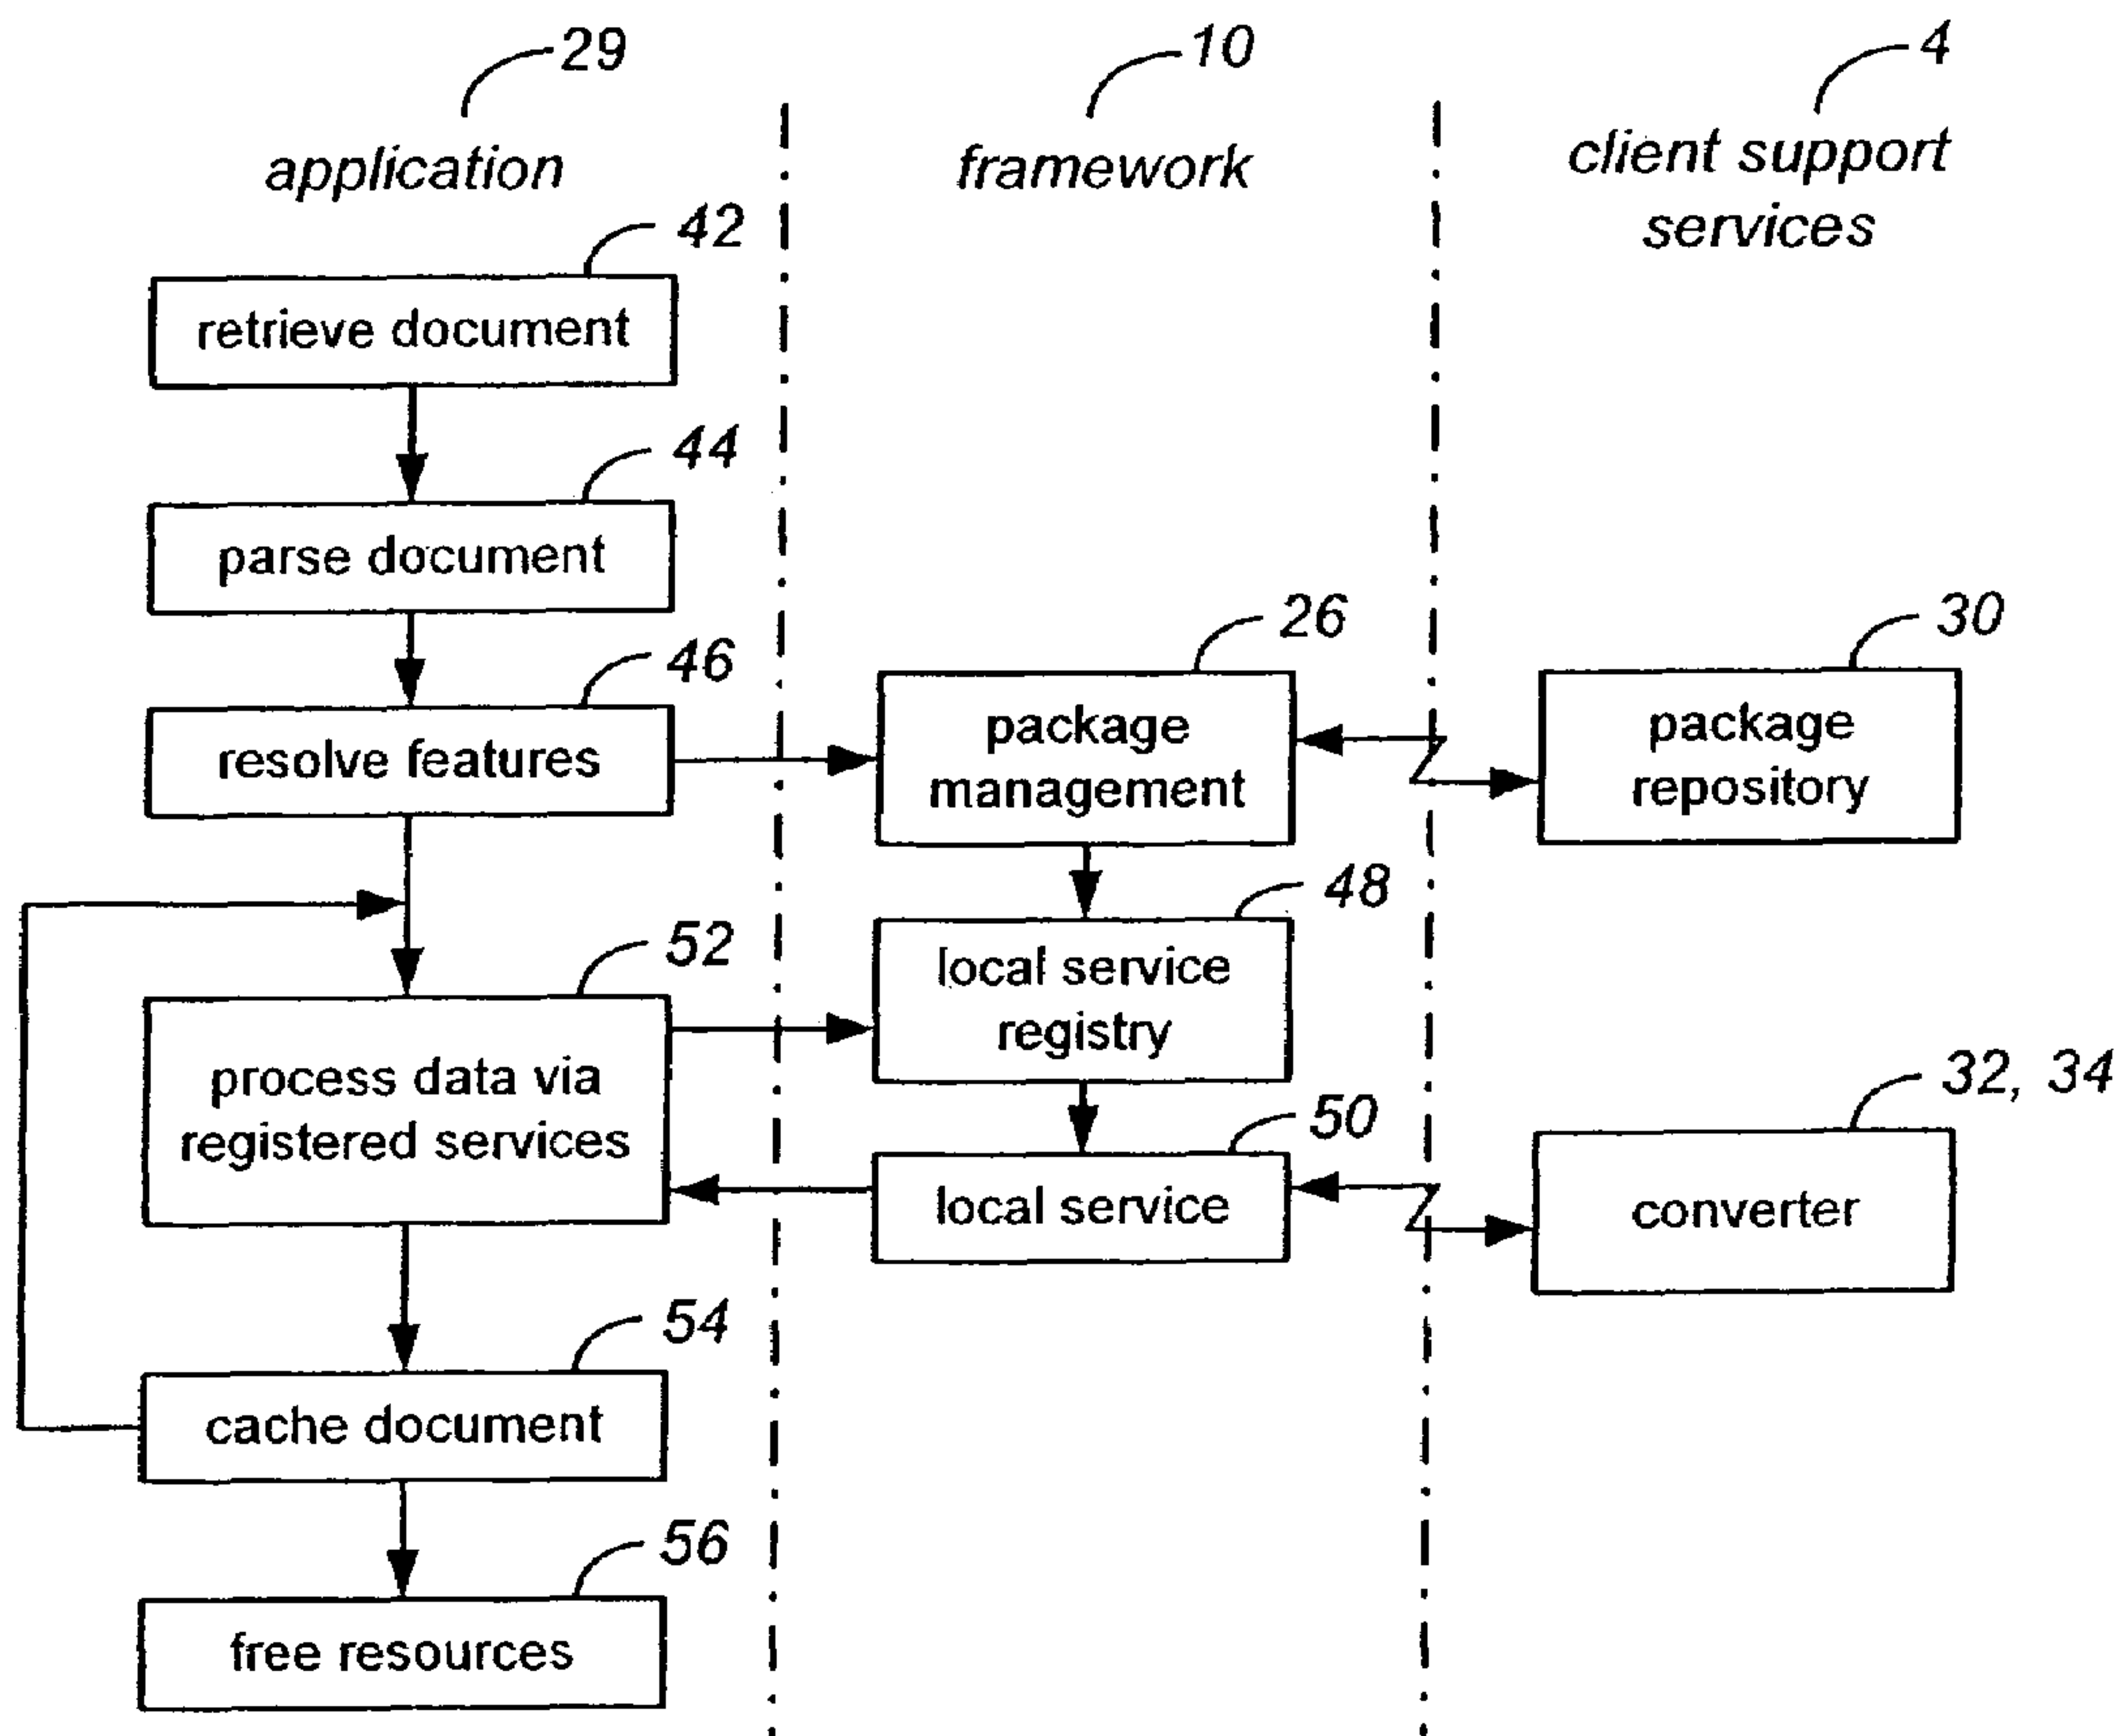 29
10
4
application
framework
client support
services
42
retrieve document
44
parse document
46
resolve features
26
package
management
30
package
repository
48
local service
registry
52
process data via
registered services
50
local service
32, 34
converter
54
cache document
56
free resources